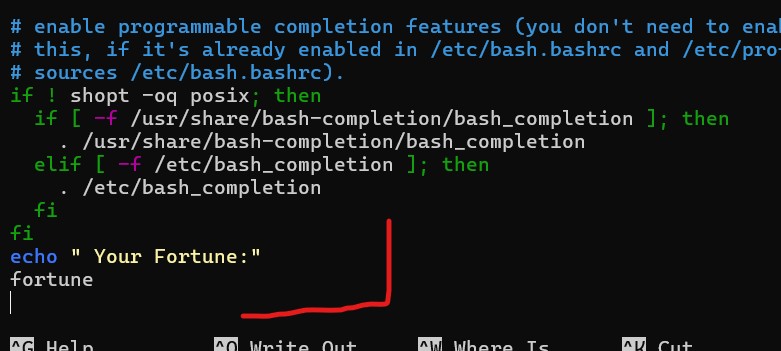 # enable programmable completion features (you don't need to enab
# this, if it's already enabled in /etc/bash.bashrc and /etc/pro
# sources /etc/bash.bashrc).
if ! shopt -oq posix; then
  if [ -f /usr/share/bash-completion/bash_completion ]; then
    . /usr/share/bash-completion/bash_completion
  elif [ -f /etc/bash_completion ]; then
    . /etc/bash_completion
  fi
fi
echo " Your Fortune:"
fortune
^G Help ^O Write Out ^W Where Is ^K Cut